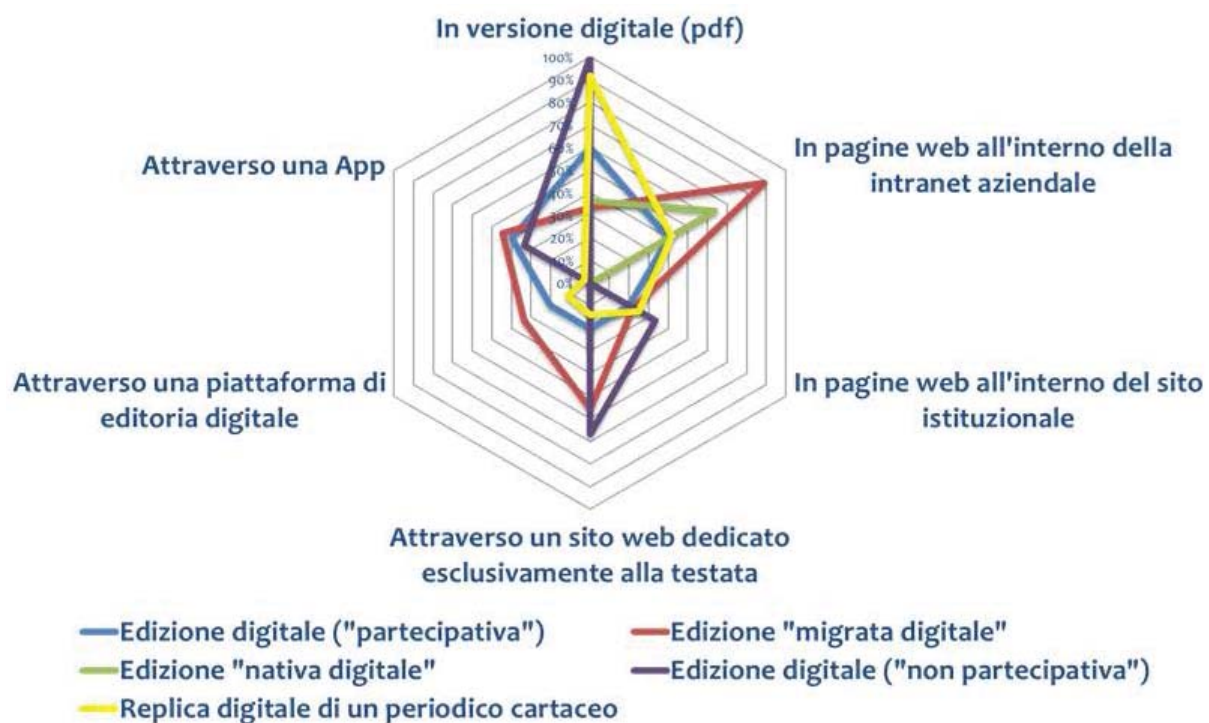 In versione digitale (pdf)
100%
90%
80%
70%
60%
50%
40%
30%
20%
10%
0%
In pagine web all'interno della
intranet aziendale
In pagine web all'interno del sito
istituzionale
Attraverso un sito web dedicato
esclusivamente alla testata
Attraverso una piattaforma di
editoria digitale
Attraverso una App
Edizione digitale ("partecipativa")
Edizione "migrata digitale"
Edizione "nativa digitale"
Edizione digitale ("non partecipativa")
Replica digitale di un periodico cartaceo